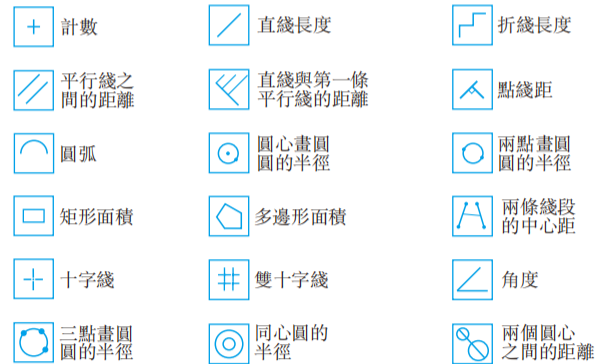 計數
直綫長度
折綫長度
平行綫之
間的距離
直綫與第一條
平行綫的距離
點綫距
圓弧
圓心畫圓
圓的半徑
兩點畫圓
圓的半徑
矩形面積
多邊形面積
兩條綫段
的中心距
十字綫
雙十字綫
角度
三點畫圓
圓的半徑
同心圓的
半徑
兩個圓心
之間的距離